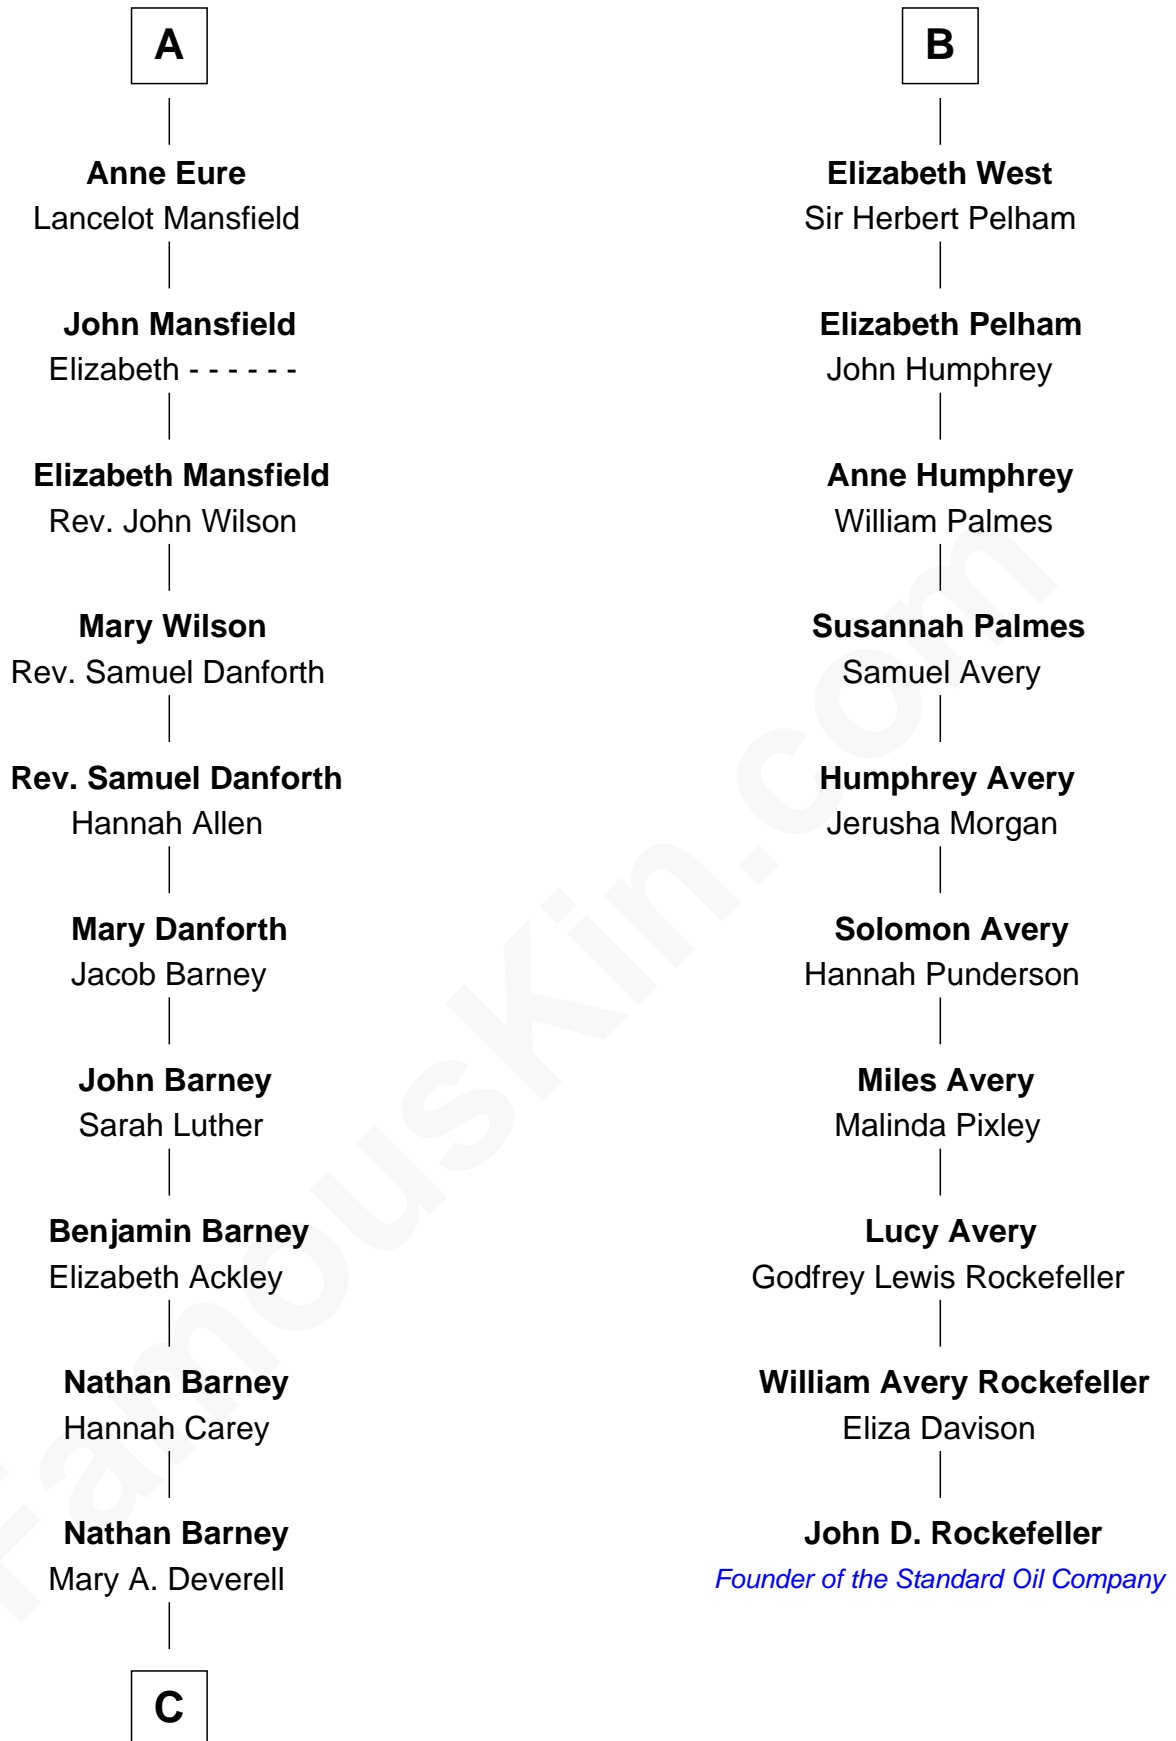 A
Anne Eure
Lancelot Mansfield
John Mansfield
Elizabeth - - - - - -
Elizabeth Mansfield
Rev. John Wilson
Mary Wilson
Rev. Samuel Danforth
Rev. Samuel Danforth
Hannah Allen
Mary Danforth
Jacob Barney
John Barney
Sarah Luther
Benjamin Barney
Elizabeth Ackley
Nathan Barney
Hannah Carey
Nathan Barney
Mary A. Deverell
C
B
Elizabeth West
Sir Herbert Pelham
Elizabeth Pelham
John Humphrey
Anne Humphrey
William Palmes
Susannah Palmes
Samuel Avery
Humphrey Avery
Jerusha Morgan
Solomon Avery
Hannah Punderson
Miles Avery
Malinda Pixley
Lucy Avery
Godfrey Lewis Rockefeller
William Avery Rockefeller
Eliza Davison
John D. Rockefeller
Founder of the Standard Oil Company
FamousKin.com